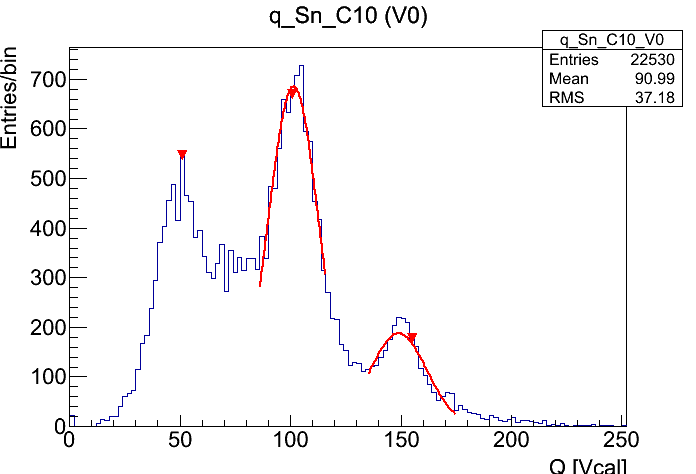 q_Sn_C10 (V0)
q_Sn_C10_V0
Entries 22530
Mean 90.99
RMS 37.18
Entries/bin
700
600
500
400
300
200
100
0
0 50 100 150 200 250
Q [Vcal]